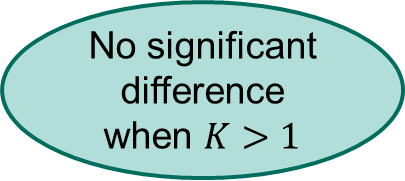 No significant
difference
when 𝐾 > 1